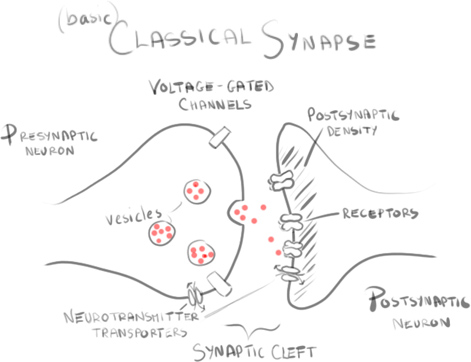 (basic)
CLASSICAL SYNAPSE
VOLTAGE-GATED
CHANNELS
POSTSYNAPTIC
DENSITY
PRESYNAPTIC
NEURON
VESICLES
RECEPTORS
NEUROTRANSMITTER
TRANSPORTERS
POSTSYNAPTIC
NEURON
SYNAPTIC CLEFT